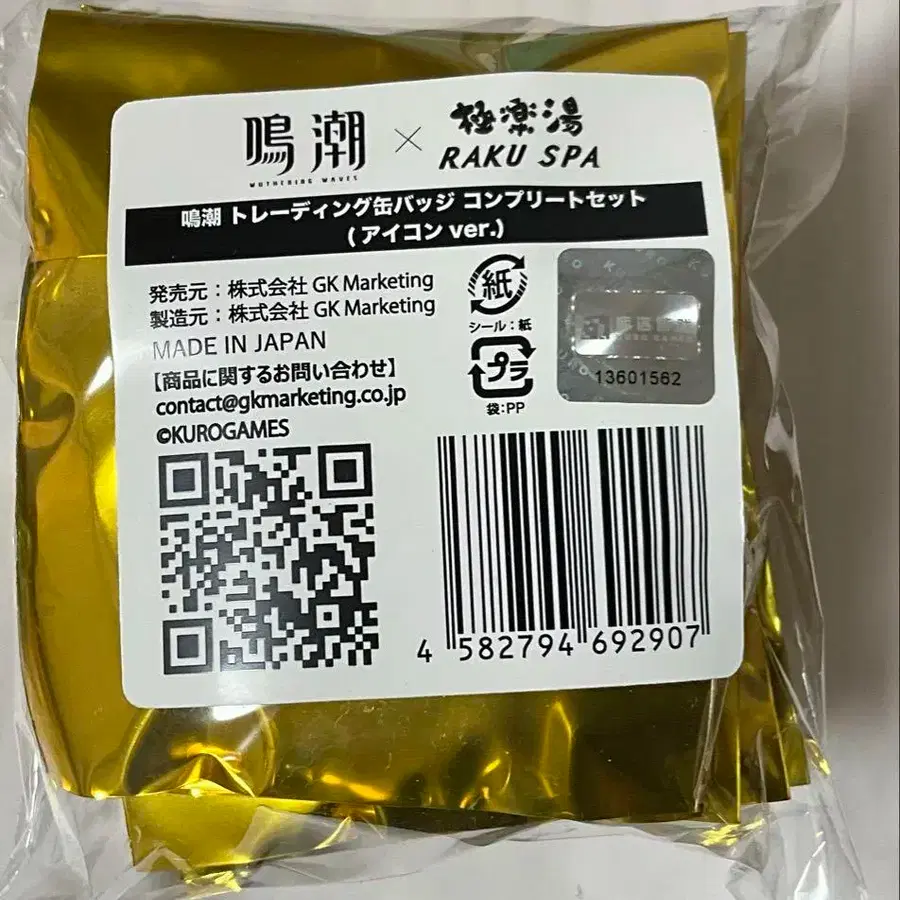 鳴潮 × 極楽湯
WUTHERING WAVES
RAKU SPA
鳴潮 トレーディング缶バッジ コンプリートセット
(アイコン ver.)
発売元：株式会社 GK Marketing
製造元：株式会社 GK Marketing
MADE IN JAPAN
【商品に関するお問い合わせ】
contact@gkmarketing.co.jp
©KUROGAMES
紙
シール：紙
プラ
袋：PP
KURO GAMES
13601562
4 582794 692907